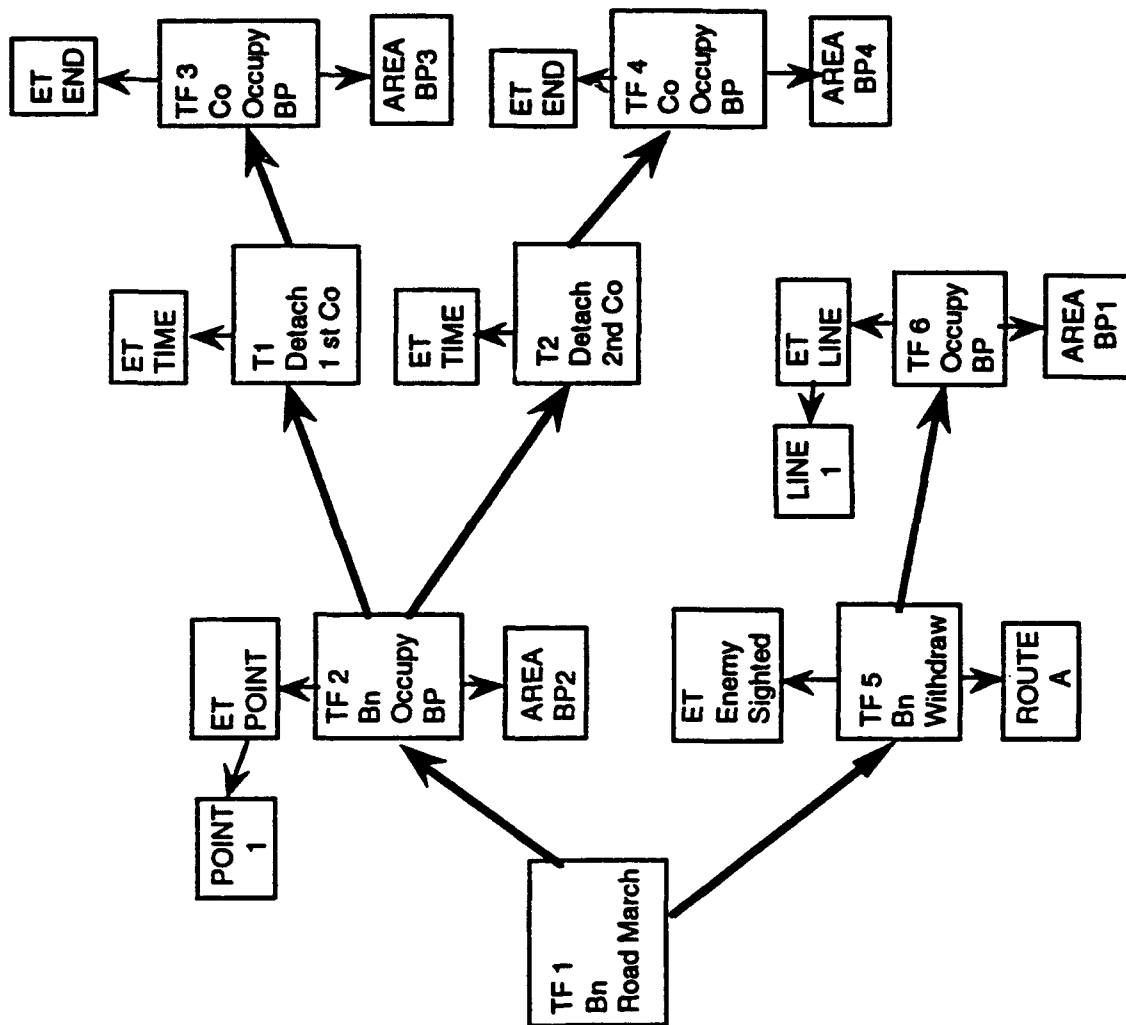 ET
END
TF 3
Co
Occupy
BP
AREA
BP3
ET
END
TF 4
Co
Occupy
BP
AREA
BP4
ET
TIME
T1
Detach
1 st Co
ET
TIME
T2
Detach
2nd Co
ET
LINE
LINE
1
TF 6
Occupy
BP
AREA
BP1
ET
POINT
POINT
1
TF 2
Bn
Occupy
BP
AREA
BP2
ET
Enemy
Sighted
TF 5
Bn
Withdraw
ROUTE
A
TF 1
Bn
Road March